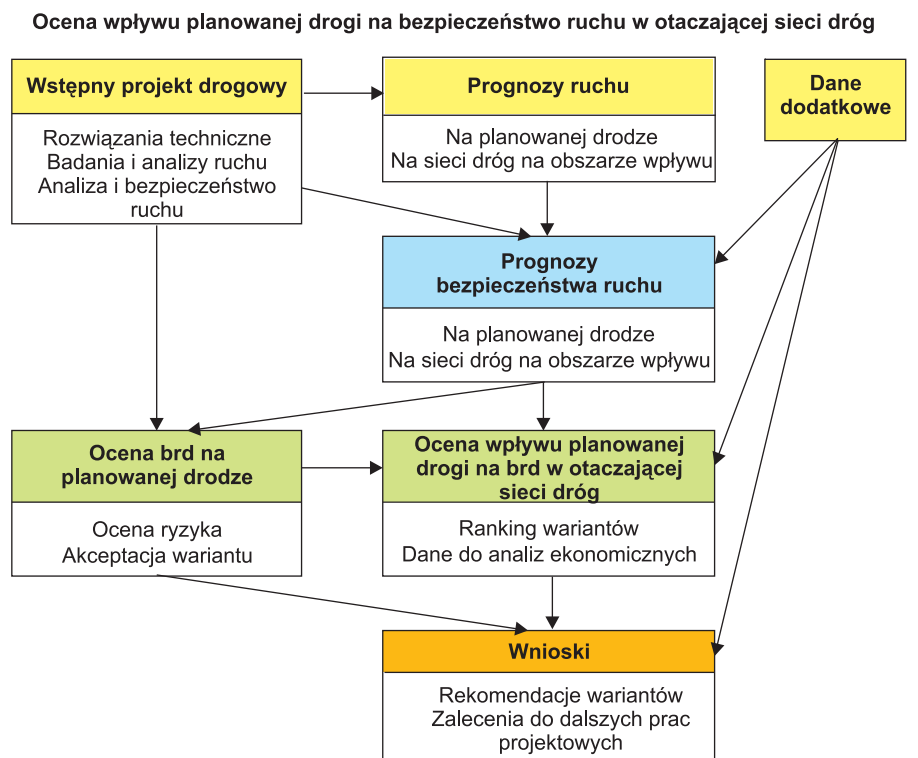 Ocena wpływu planowanej drogi na bezpieczeństwo ruchu w otaczającej sieci dróg
Wstępny projekt drogowy
Rozwiązania techniczne
Badania i analizy ruchu
Analiza i bezpieczeństwo
ruchu
Prognozy ruchu
Na planowanej drodze
Na sieci dróg na obszarze wpływu
Dane
dodatkowe
Prognozy
bezpieczeństwa ruchu
Na planowanej drodze
Na sieci dróg na obszarze wpływu
Ocena brd na
planowanej drodze
Ocena ryzyka
Akceptacja wariantu
Ocena wpływu planowanej
drogi na brd w otaczającej
sieci dróg
Ranking wariantów
Dane do analiz ekonomicznych
Wnioski
Rekomendacje wariantów
Zalecenia do dalszych prac
projektowych